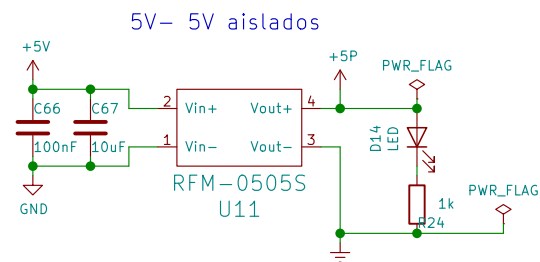 5V- 5V aislados
+5V
+5P
PWR_FLAG
C66
C67
100nF
10uF
2
Vin+
Vout+
4
1
Vin-
Vout-
3
RFM-0505S
U11
D14
LED
GND
PWR_FLAG
1k
R24